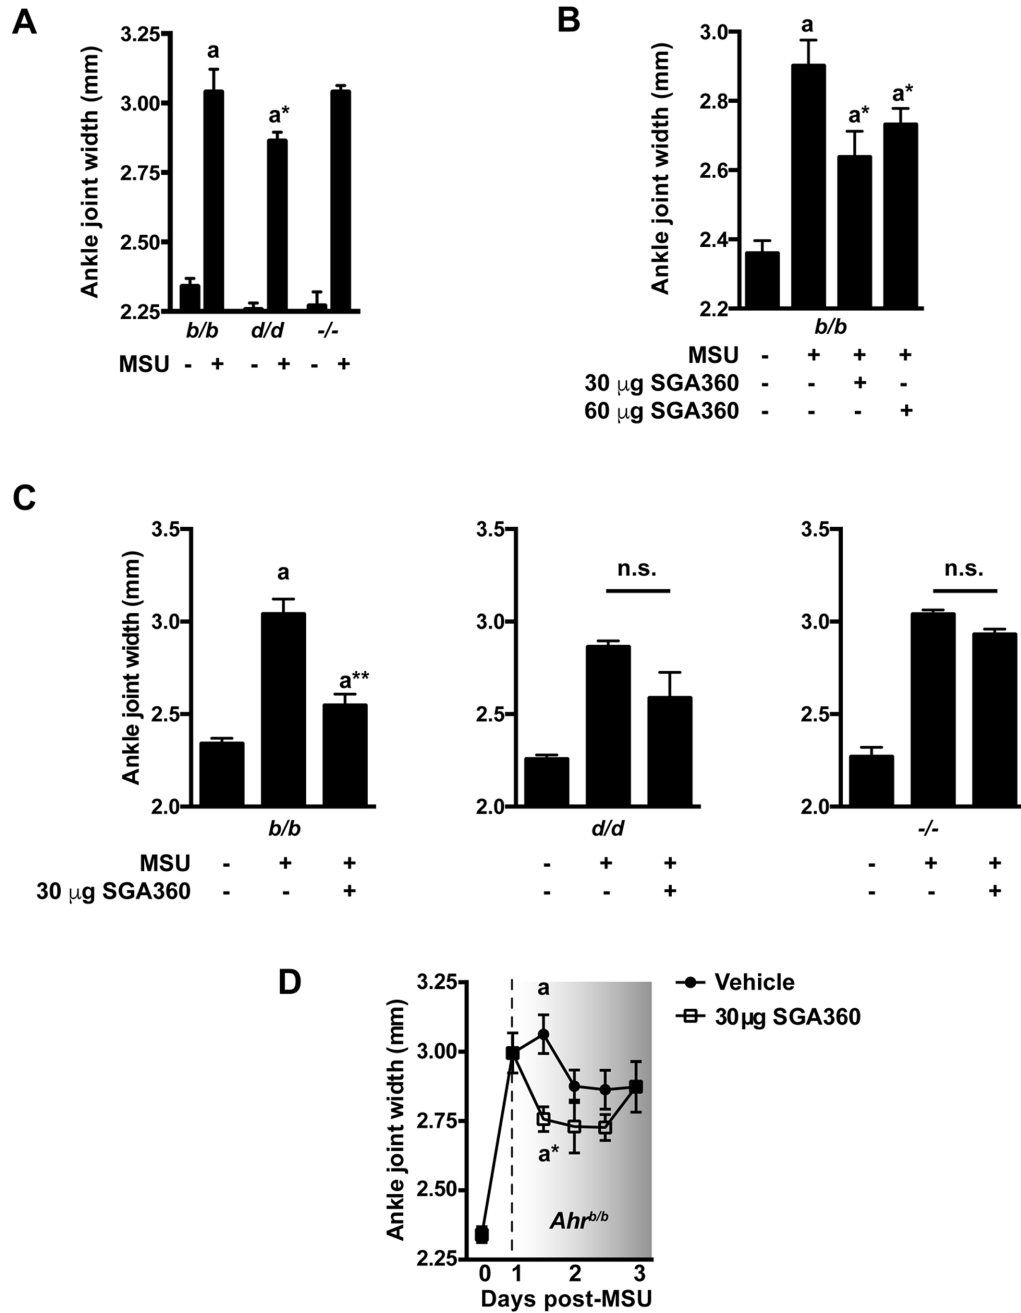 A
Ankle joint width (mm)
3.25
3.00
2.75
2.50
2.25
a
a*
b/b d/d -/-
MSU - + - + - +
B
Ankle joint width (mm)
3.0
2.8
2.6
2.4
2.2
a
a*
a*
b/b
MSU - + + +
30 μg SGA360 - - + -
60 μg SGA360 - - - +
C
Ankle joint width (mm)
3.5
3.0
2.5
2.0
a
a**
b/b
MSU - + +
30 μg SGA360 - - +
3.5
3.0
2.5
2.0
n.s.
d/d
- + +
- - +
3.5
3.0
2.5
2.0
n.s.
-/-
- + +
- - +
D
Ankle joint width (mm)
3.25
3.00
2.75
2.50
2.25
a
a*
Ahrb/b
0 1 2 3
Days post-MSU
Vehicle
30μg SGA360